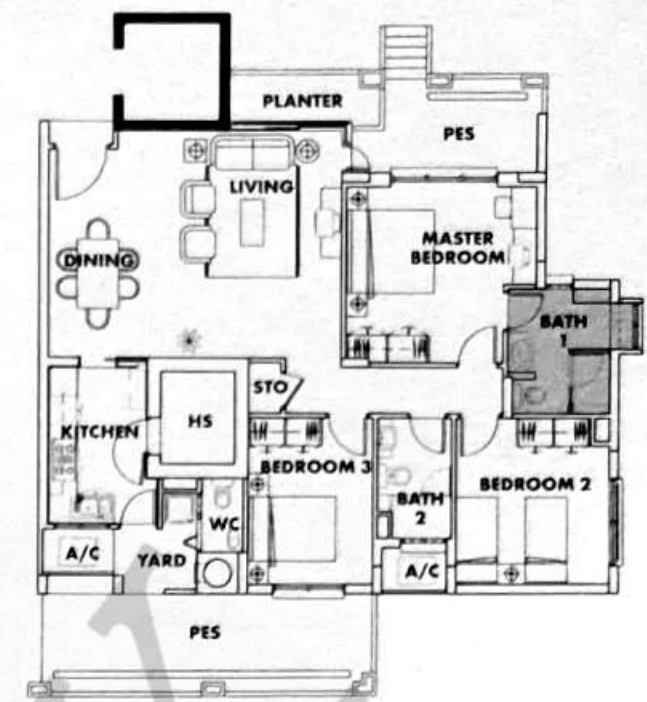 PLANTER
PES
LIVING
MASTER
BEDROOM
DINING
BATH
1
STO
KITCHEN
HS
BEDROOM 3
BEDROOM 2
BATH
2
WC
A/C
YARD
A/C
PES